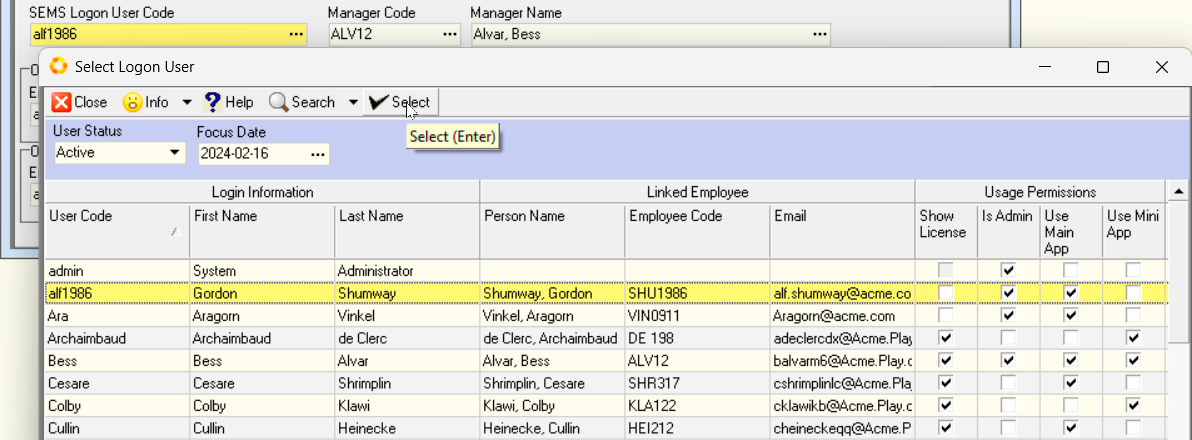 SEMS Logon User Code Manager Code Manager Name
alf1986 ... ALV12 ... Alvar, Bess ...
Select Logon User
Close Info Help Search Select
Select (Enter)
User Status Focus Date
Active 2024-02-16 ...
Login Information Linked Employee Usage Permissions
User Code First Name Last Name Person Name Employee Code Email Show License Is Admin Use Main App Use Mini App
admin System Administrator
alf1986 Gordon Shumway Shumway, Gordon SHU1986 alf.shumway@acme.co
Ara Aragorn Vinkel Vinkel, Aragorn VIN0911 Aragorn@acme.com
Archaimbaud Archaimbaud de Clerc de Clerc, Archaimbaud DE 198 adeclercdx@Acme.Play
Bess Bess Alvar Alvar, Bess ALV12 balvarm6@Acme.Play.c
Cesare Cesare Shrimplin Shrimplin, Cesare SHR317 cshrimplinlc@Acme.Pla
Colby Colby Klawi Klawi, Colby KLA122 cklawikb@Acme.Play.c
Cullin Cullin Heinecke Heinecke, Cullin HEI212 cheineckeqq@Acme.P